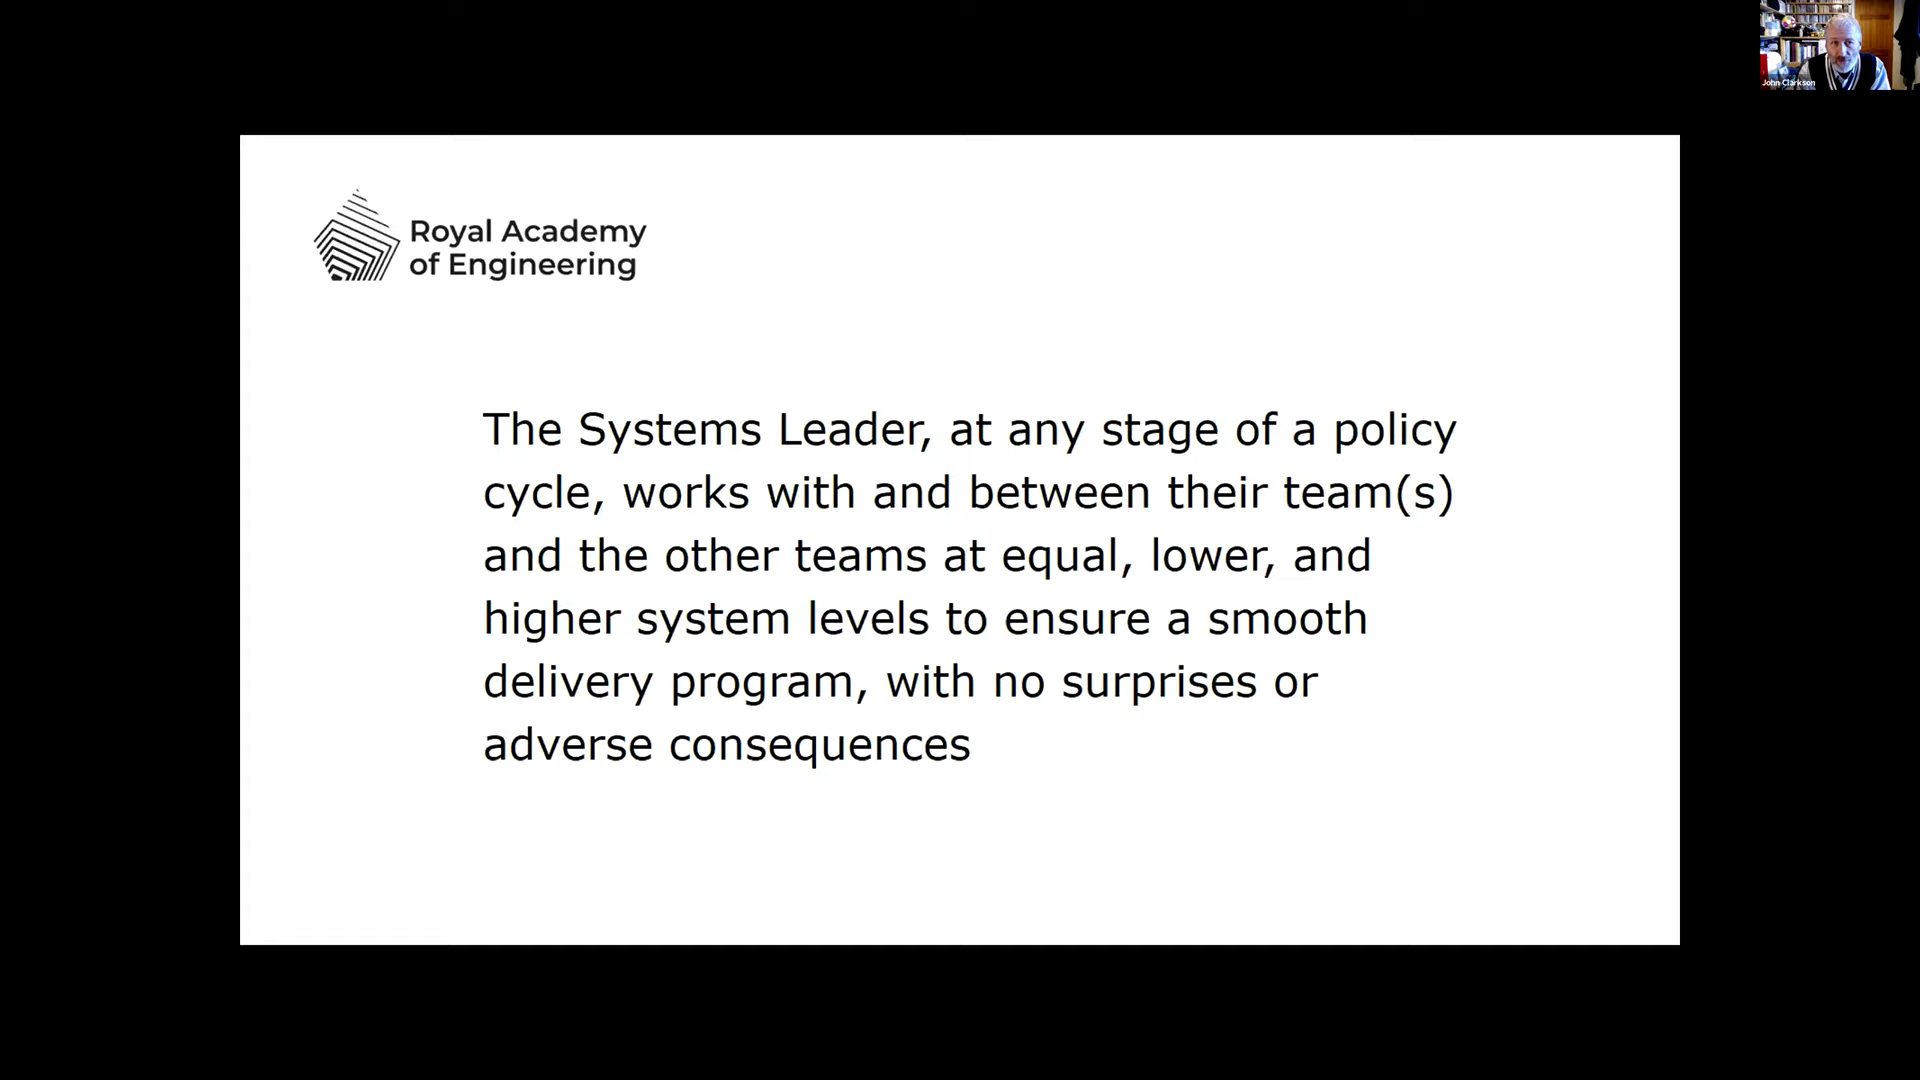 John Clarkson
Royal Academy
of Engineering
The Systems Leader, at any stage of a policy
cycle, works with and between their team(s)
and the other teams at equal, lower, and
higher system levels to ensure a smooth
delivery program, with no surprises or
adverse consequences